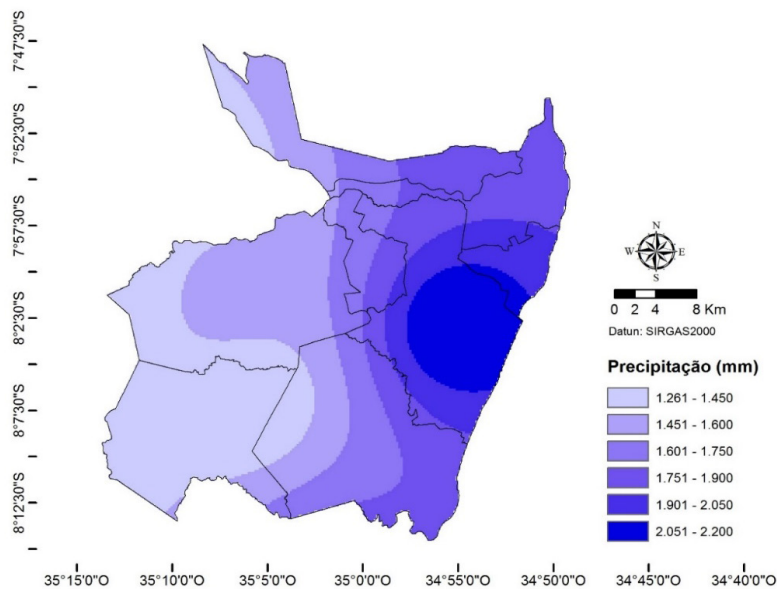 7°47'30"S
7°52'30"S
7°57'30"S
8°2'30"S
8°7'30"S
8°12'30"S
N
W E
S
0 2 4 8 Km
Datun: SIRGAS2000
Precipitação (mm)
1.261 - 1.450
1.451 - 1.600
1.601 - 1.750
1.751 - 1.900
1.901 - 2.050
2.051 - 2.200
35°15'0"O 35°10'0"O 35°5'0"O 35°0'0"O 34°55'0"O 34°50'0"O 34°45'0"O 34°40'0"O